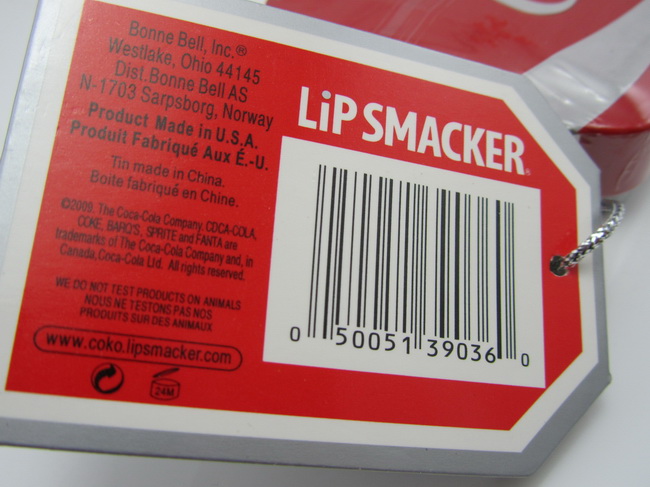 Bonne Bell, Inc.®
Westlake, Ohio 44145
Dist.Bonne Bell AS
N-1703 Sarpsborg, Norway
Product Made in U.S.A.
Produit Fabriqué Aux É.-U.
Tin made in China.
Boite fabriqué en Chine.
©2009. The Coca-Cola Company. COCA-COLA,
COKE, BARQ'S, SPRITE and FANTA are
trademarks of The Coca-Cola Company and, in
Canada, Coca-Cola Ltd. All rights reserved.
WE DO NOT TEST PRODUCTS ON ANIMALS
NOUS NE TESTONS PAS NOS
PRODUITS SUR DES ANIMAUX
www.coko.lipsmacker.com
24M
LiP SMACKER®
0 50051 39036 0